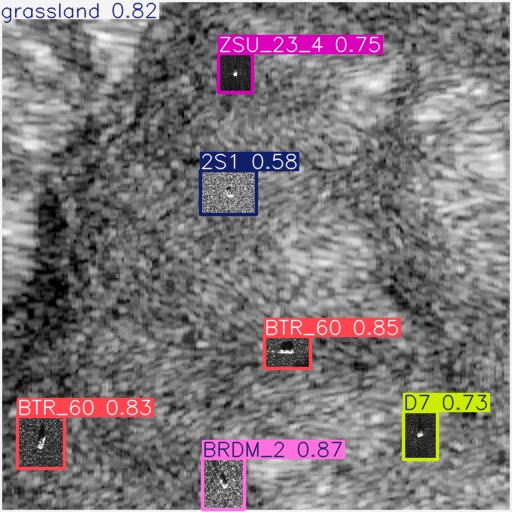 grassland 0.82
ZSU_23_4 0.75
2S1 0.58
BTR_60 0.85
BTR_60 0.83
D7 0.73
BRDM_2 0.87